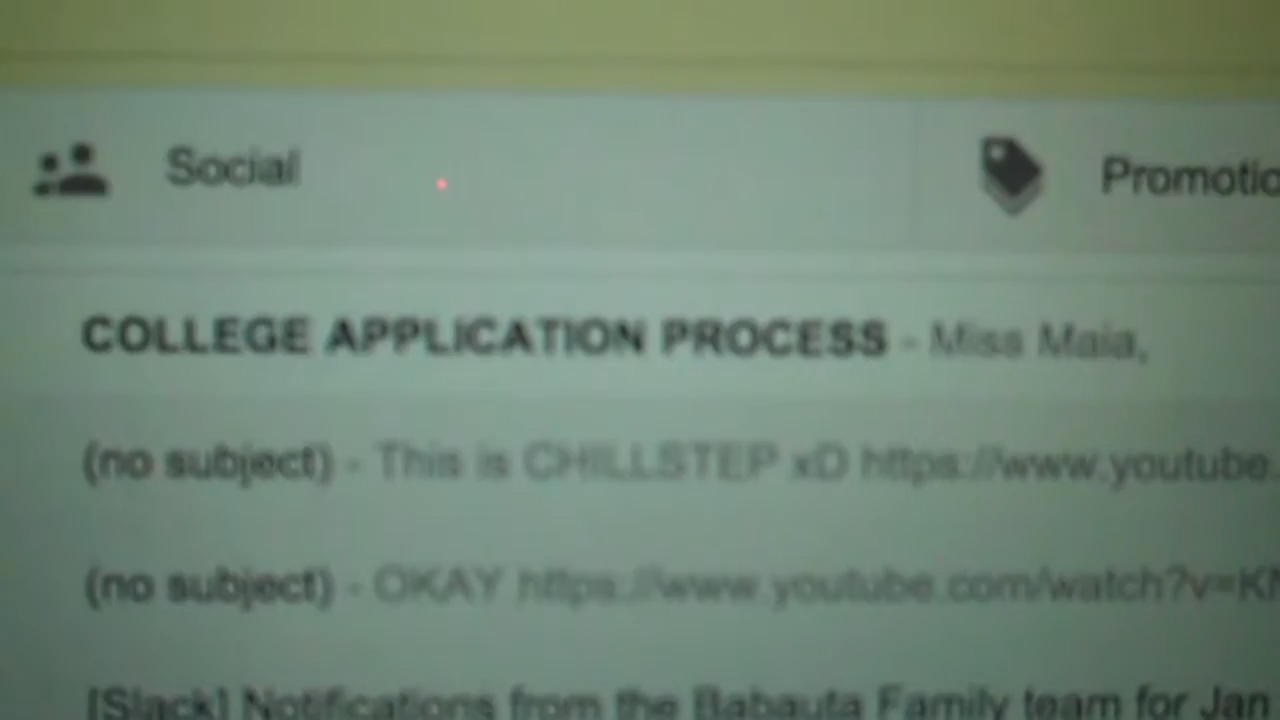 Social Promotio
COLLEGE APPLICATION PROCESS - Miss Maia,
(no subject) - This is CHILLSTEP xD https://www.youtube.
(no subject) - OKAY https://www.youtube.com/watch?v=KN
[Slack] Notifications from the Babauta Family team for Jan